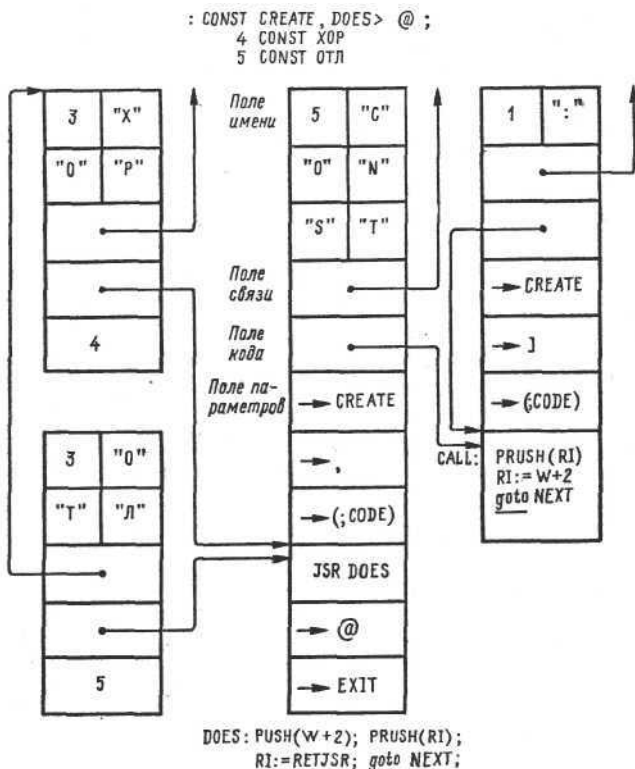 : CONST CREATE , DOES> @ ;
4 CONST ХОР
5 CONST ОТЛ
3 "Х"
"О" "Р"
4
3 "О"
"Т" "Л"
5
Поле имени
Поле связи
Поле кода
Поле па-
раметров
5 "C"
"O" "N"
"S" "T"
CREATE
,
(;CODE)
JSR DOES
@
EXIT
1 ":"
CREATE
]
(;CODE)
CALL: PRUSH(RI)
RI:=W+2
goto NEXT
DOES: PUSH(W+2); PRUSH(RI);
RI:=RETJSR; goto NEXT;